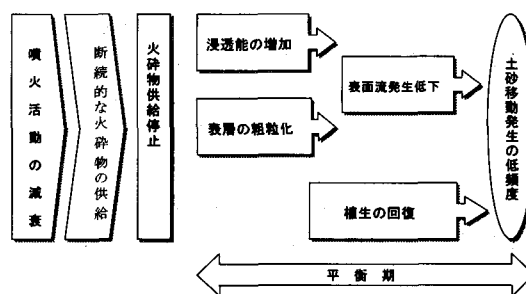 噴火活動の減衰
断続的な火砕物の供給
火砕物供給停止
浸透能の増加
表層の粗粒化
表面流発生低下
植生の回復
土砂移動発生の低頻度
平衡期